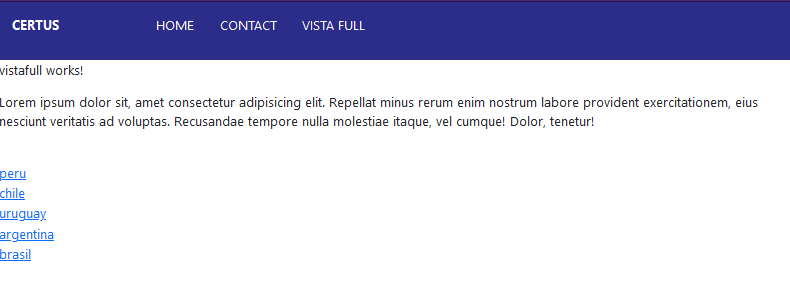 CERTUS HOME CONTACT VISTA FULL
vistafull works!
Lorem ipsum dolor sit, amet consectetur adipisicing elit. Repellat minus rerum enim nostrum labore provident exercitationem, eius
nesciunt veritatis ad voluptas. Recusandae tempore nulla molestiae itaque, vel cumque! Dolor, tenetur!
peru
chile
uruguay
argentina
brasil